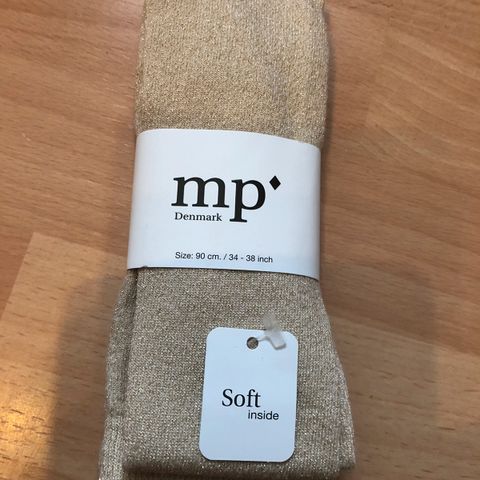 mp
Denmark
Size: 90 cm. / 34 - 38 inch
Soft
inside